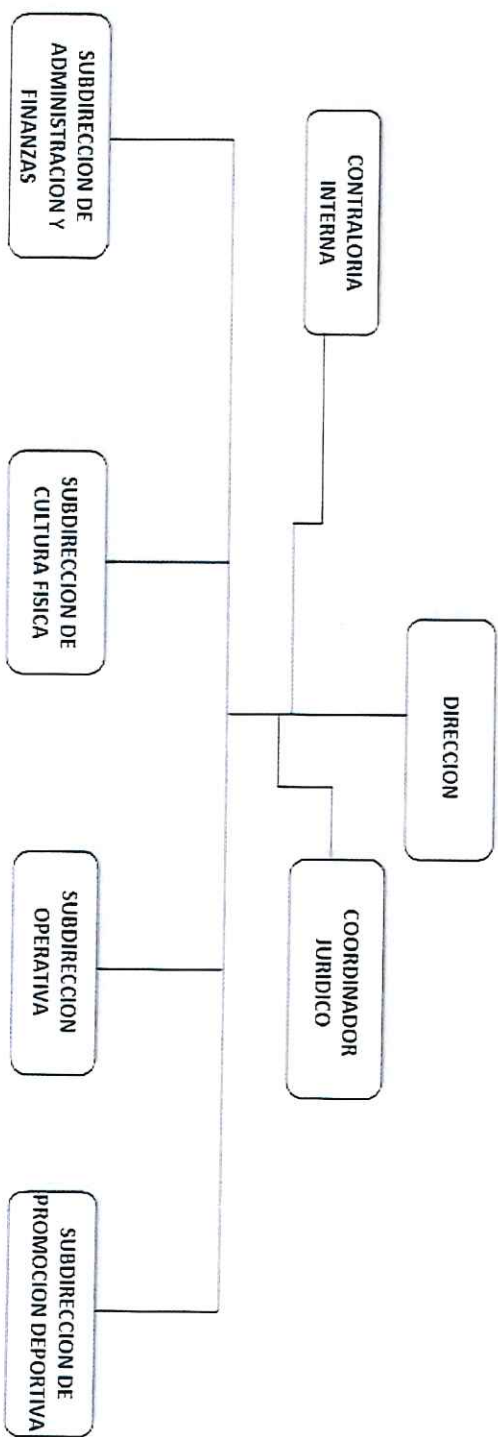 DIRECCION
CONTRALORIA
INTERNA
COORDINADOR
JURIDICO
SUBDIRECCION DE
ADMINISTRACION Y
FINANZAS
SUBDIRECCION DE
CULTURA FISICA
SUBDIRECCION
OPERATIVA
SUBDIRECCION DE
PROMOCION DEPORTIVA